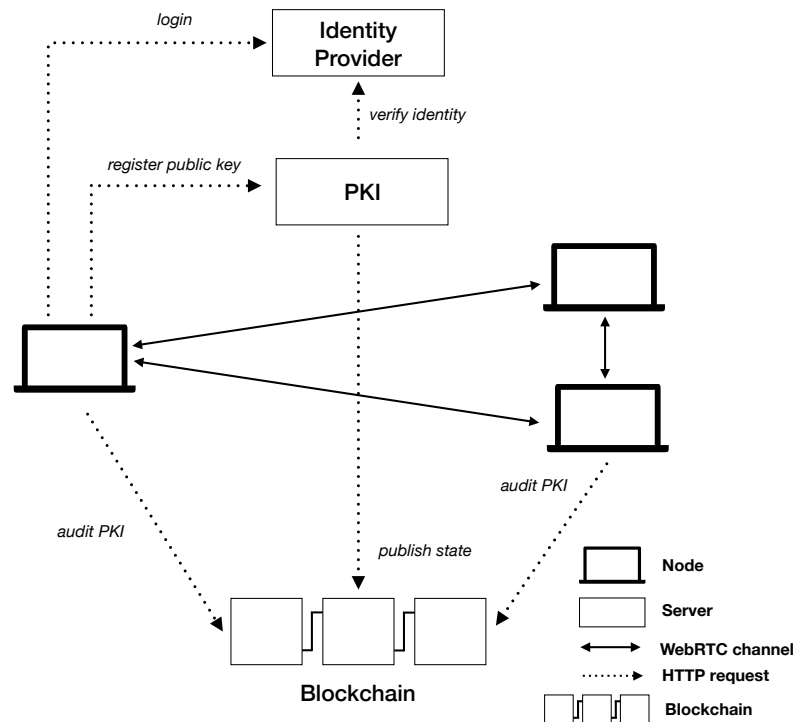 login
Identity
Provider
verify identity
register public key
PKI
audit PKI
audit PKI
publish state
Blockchain
Node
Server
WebRTC channel
HTTP request
Blockchain